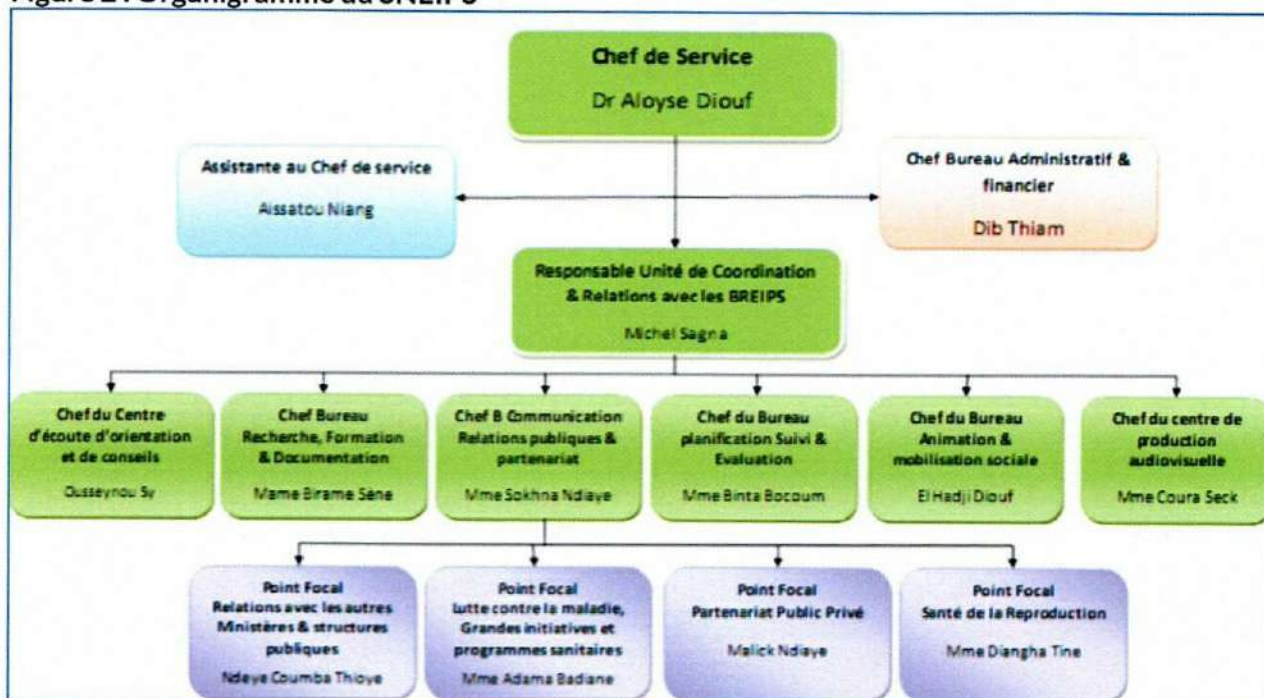 Chef de Service
Dr Aloyse Diouf
Assistante au Chef de service
Aissatou Niang
Chef Bureau Administratif &
financier
Dib Thiam
Responsable Unité de Coordination
& Relations avec les BREIPS
Michel Sagna
Chef du Centre
d'écoute d'orientation
et de conseils
Ousseynou Sy
Chef Bureau
Recherche, Formation
& Documentation
Mame Birame Sène
Chef B Communication
Relations publiques &
partenariat
Mme Sokhna Ndiaye
Chef du Bureau
planification Suivi &
Evaluation
Mme Binta Bocoum
Chef du Bureau
Animation &
mobilisation sociale
El Hadji Diouf
Chef du centre de
production
audiovisuelle
Mme Coura Seck
Point Focal
Relations avec les autres
Ministères & structures
publiques
Ndeye Coumba Thioye
Point Focal
Lutte contre la maladie,
Grandes initiatives et
programmes sanitaires
Mme Adama Badiane
Point Focal
Partenariat Public Privé
Malick Ndiaye
Point Focal
Santé de la Reproduction
Mme Diangha Tine